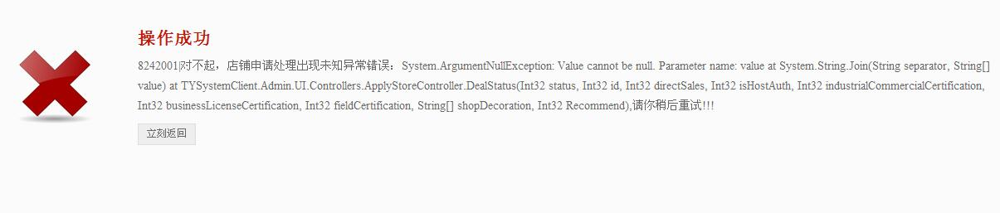 操作成功
8242001|对不起，店铺申请处理出现未知异常错误：System.ArgumentNullException: Value cannot be null. Parameter name: value at System.String.Join(String separator, String[]
value) at TYSystemClient.Admin.UI.Controllers.ApplyStoreController.DealStatus(Int32 status, Int32 id, Int32 directSales, Int32 isHostAuth, Int32 industrialCommercialCertification,
Int32 businessLicenseCertification, Int32 fieldCertification, String[] shopDecoration, Int32 Recommend),请你稍后重试!!!
立刻返回